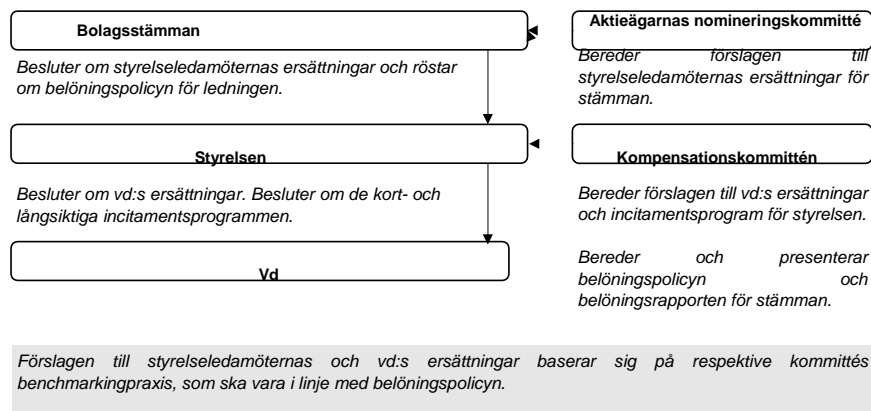 Bolagsstämman
Besluter om styrelseledamöternas ersättningar och röstar
om belöningspolicyn för ledningen.
Aktieägarnas nomineringskommitté
Bereder förslagen till
styrelseledamöternas ersättningar för
stämman.
Styrelsen
Besluter om vd:s ersättningar. Besluter om de kort- och
långsiktiga incitamentsprogrammen.
Kompensationskommittén
Bereder förslagen till vd:s ersättningar
och incitamentsprogram för styrelsen.
Bereder och presenterar
belöningspolicyn och
belöningsrapporten för stämman.
Vd
Förslagen till styrelseledamöternas och vd:s ersättningar baserar sig på respektive kommittés
benchmarkingpraxis, som ska vara i linje med belöningspolicyn.